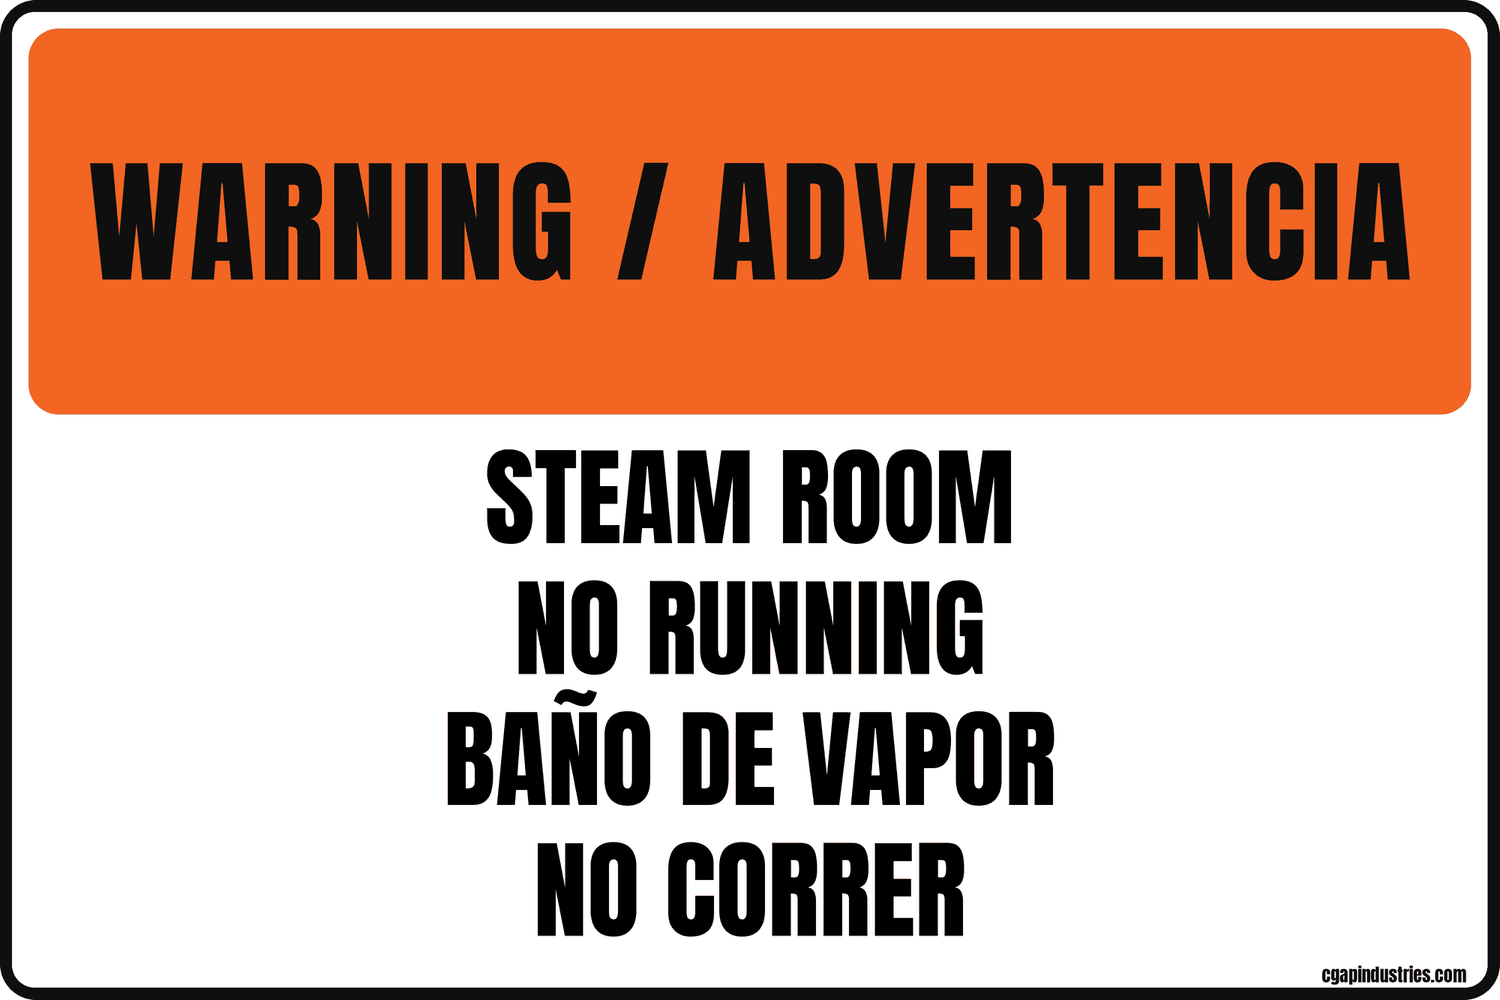 WARNING / ADVERTENCIA
STEAM ROOM
NO RUNNING
BAÑO DE VAPOR
NO CORRER
cgapindustries.com